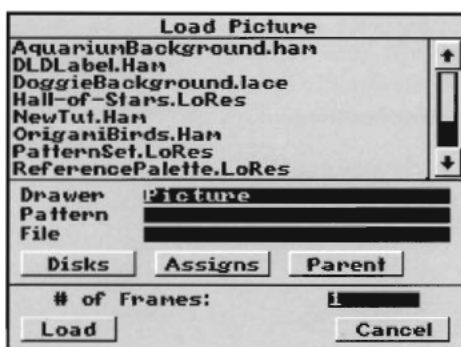 Load Picture
AquariumBackground.ham
DLDLabel.Ham
DoggieBackground.lace
Hall-of-Stars.LoRes
NewTut.Ham
OrigamiBirds.Ham
PatternSet.LoRes
ReferencePalette.LoRes
Drawer Picture
Pattern
File
Disks Assigns Parent
# of Frames: 1
Load Cancel